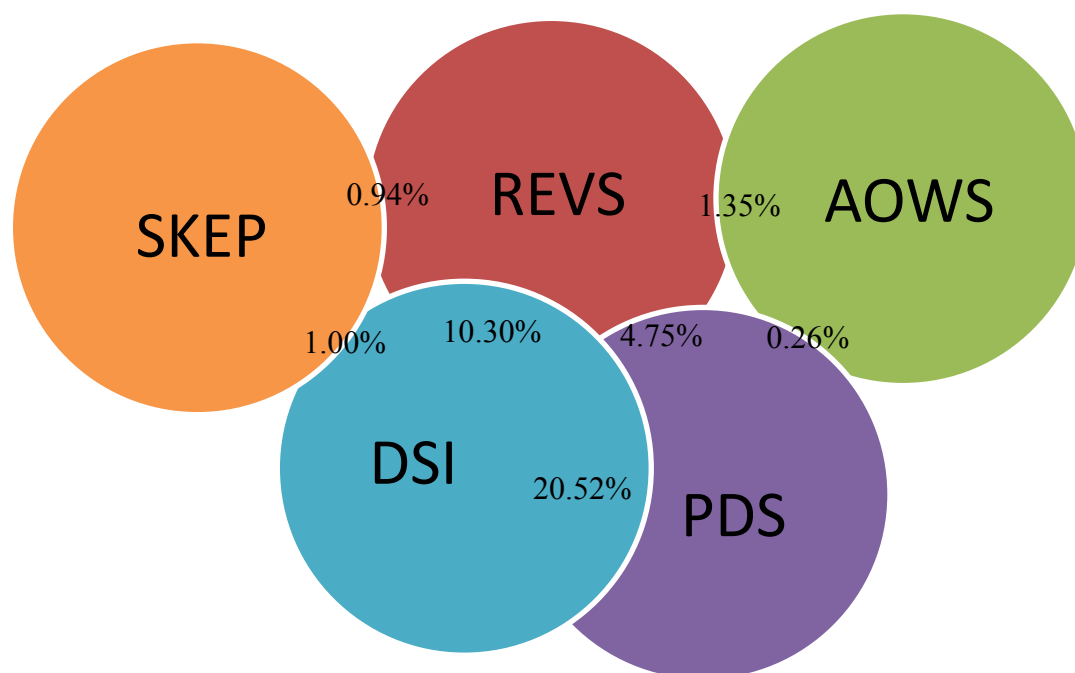 SKEP
0.94%
REVS
1.35%
AOWS
1.00%
10.30%
4.75%
0.26%
DSI
20.52%
PDS